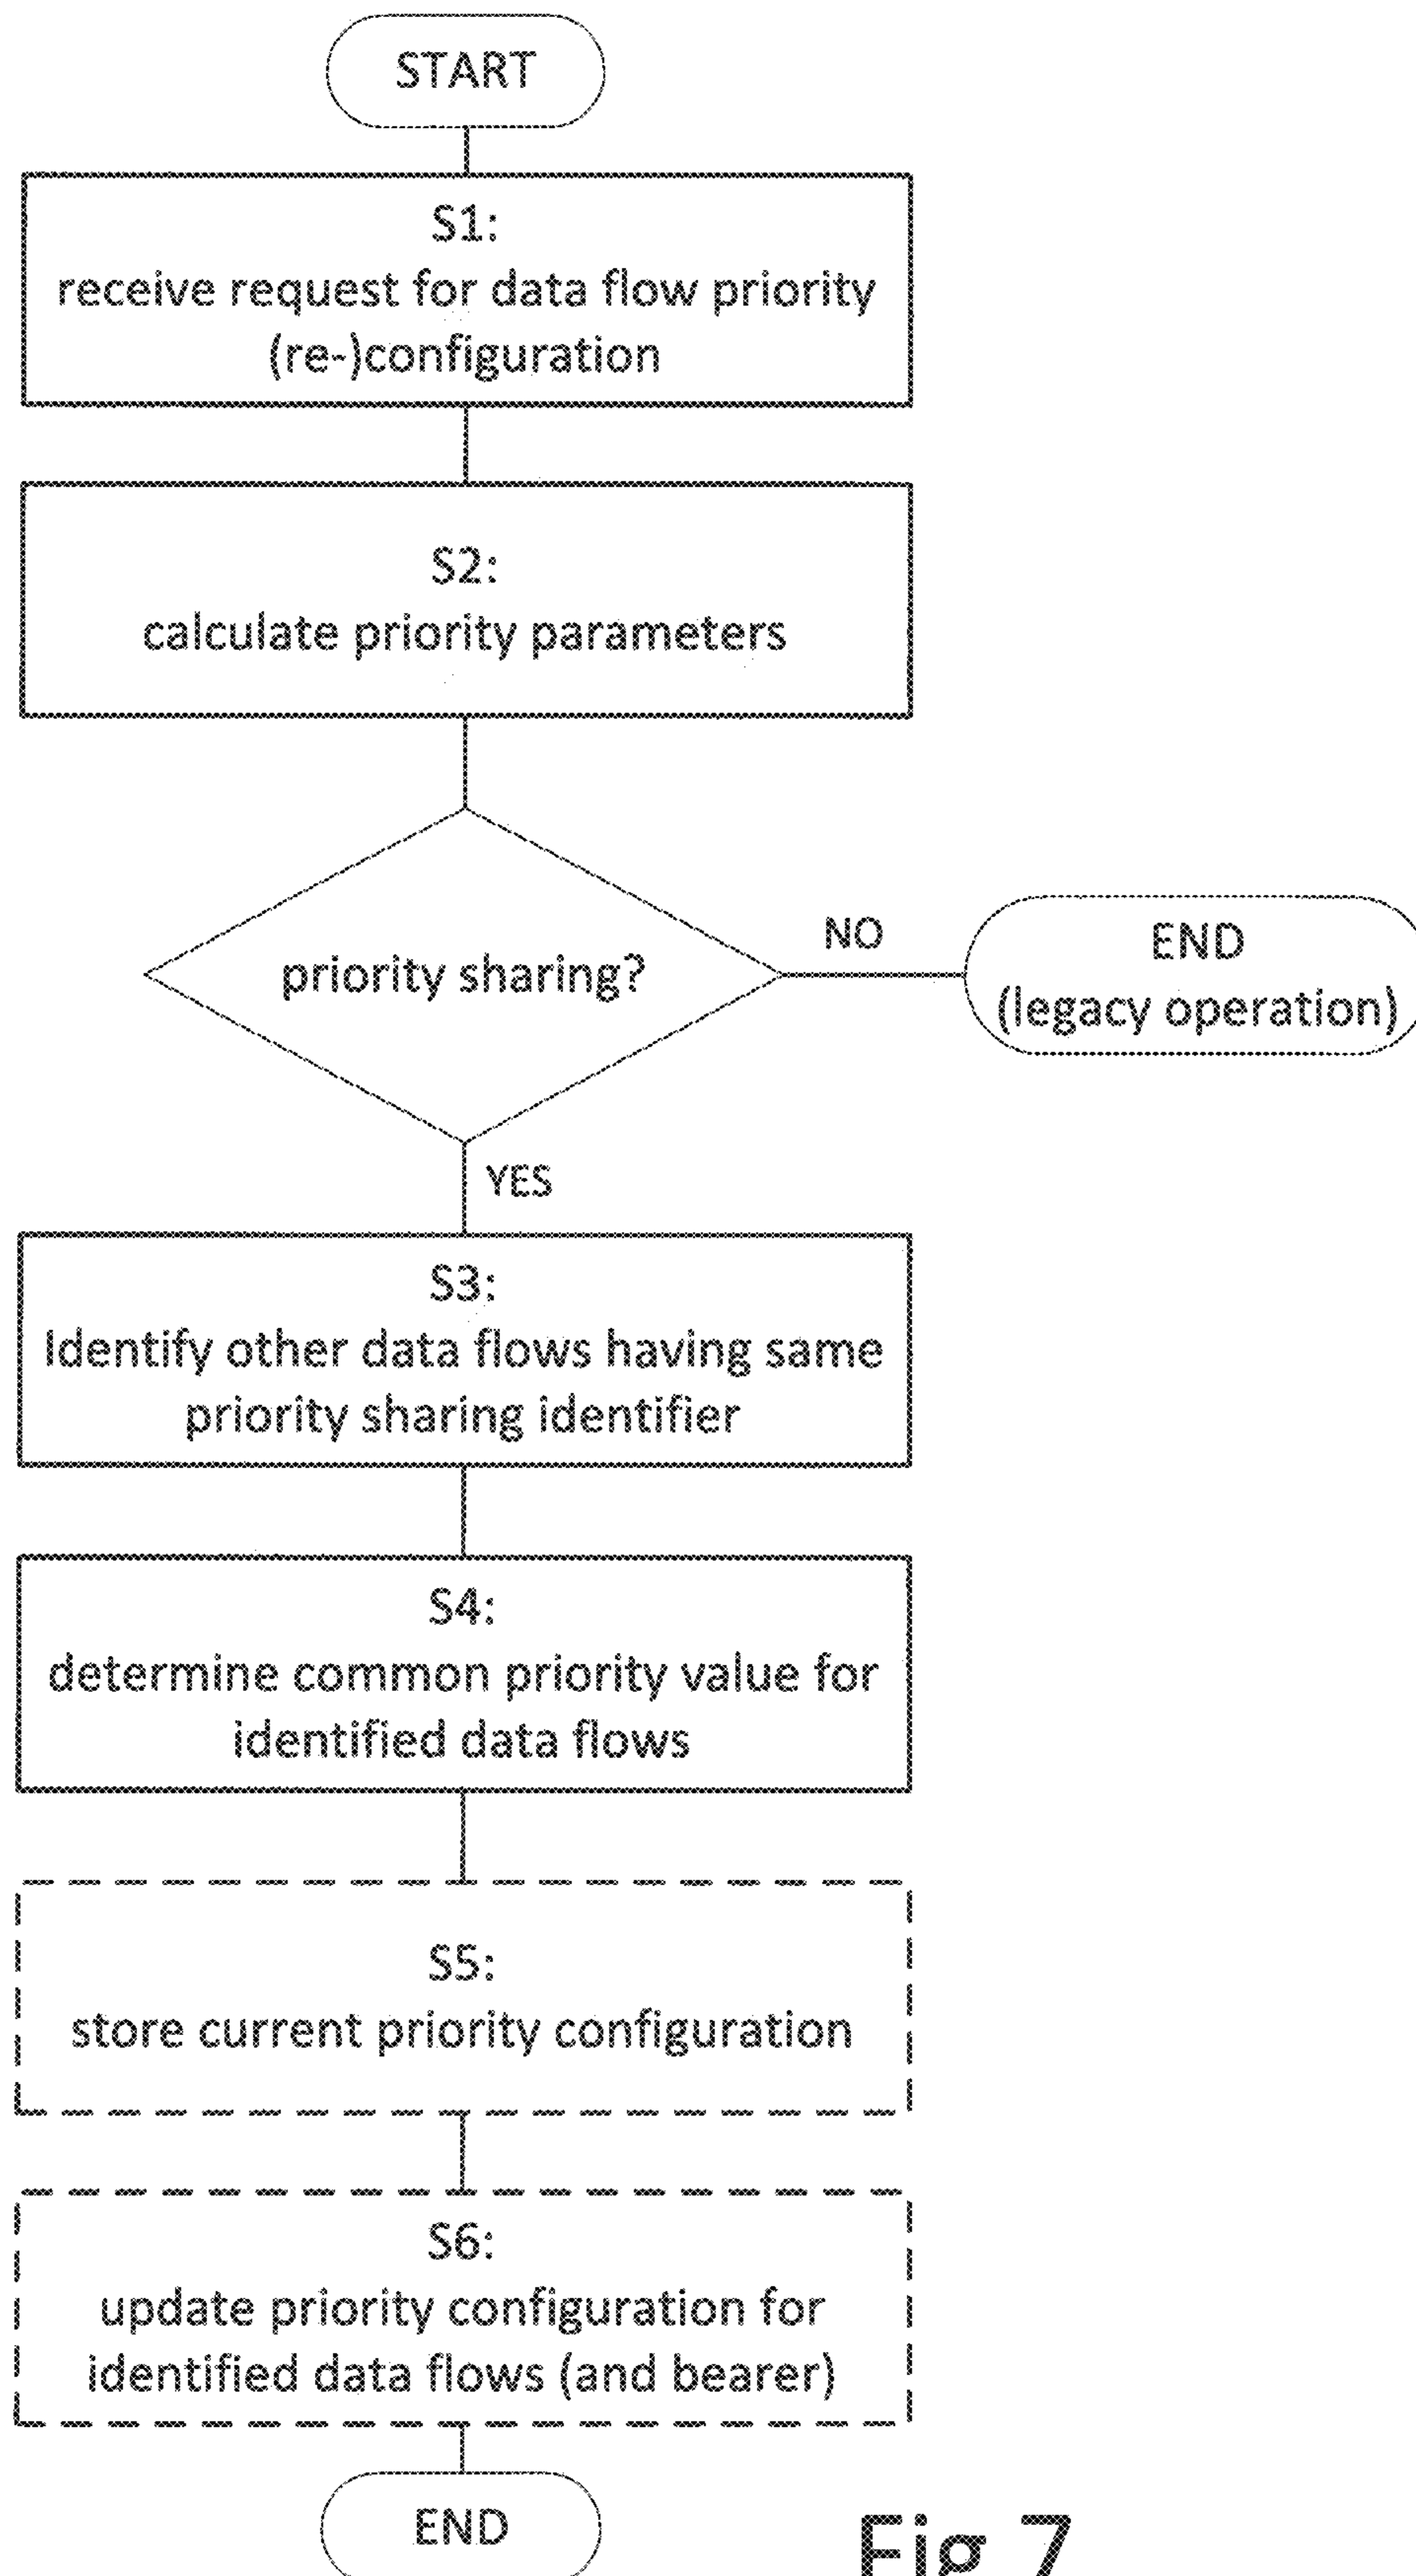 START
S1:
receive request for data flow priority
(re-)configuration
S2:
calculate priority parameters
priority sharing?
NO
END
(legacy operation)
YES
S3:
Identify other data flows having same
priority sharing identifier
S4:
determine common priority value for
identified data flows
S5:
store current priority configuration
S6:
update priority configuration for
identified data flows (and bearer)
END
Fig 7